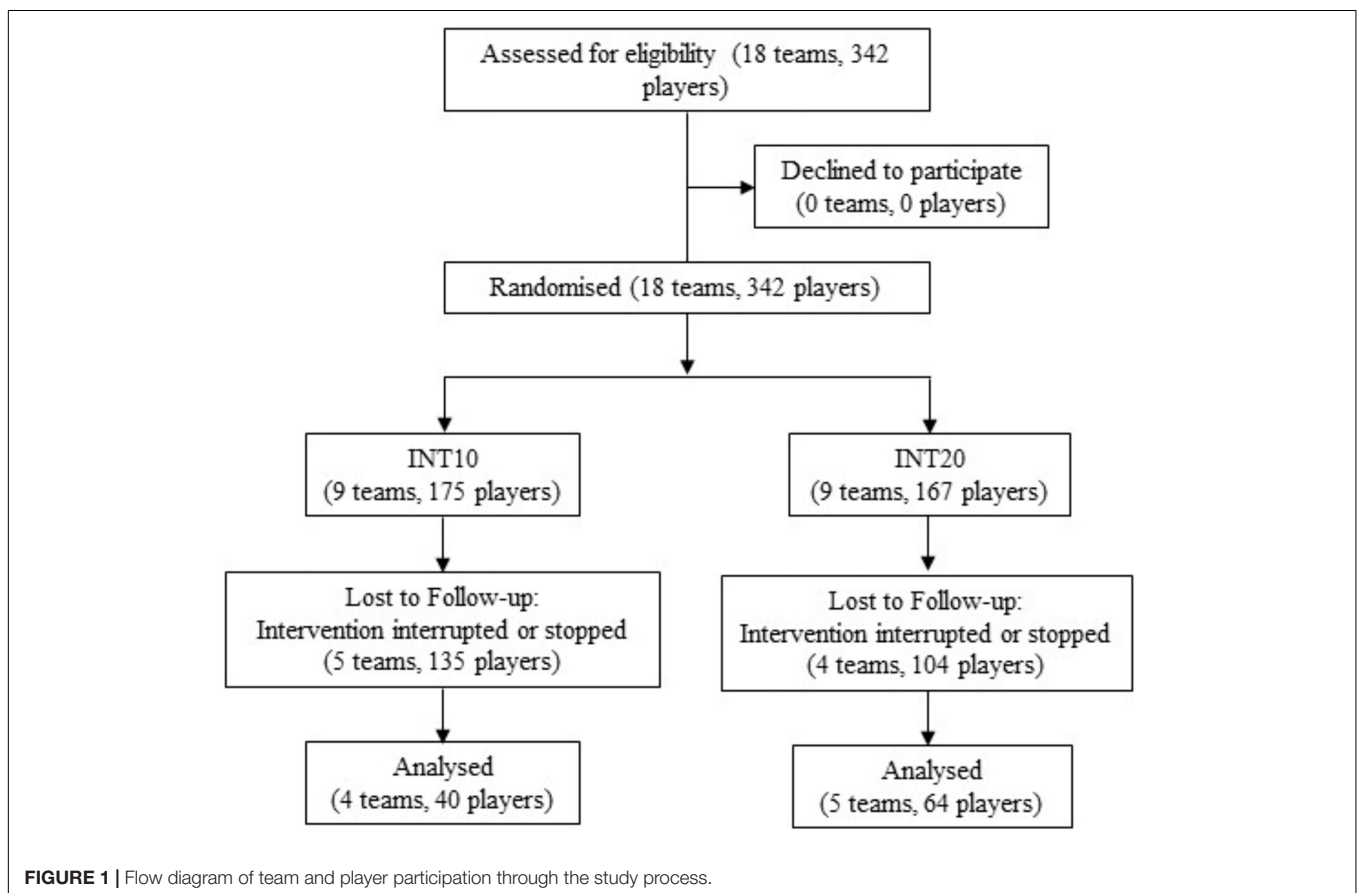 Assessed for eligibility (18 teams, 342
players)
Declined to participate
(0 teams, 0 players)
Randomised (18 teams, 342 players)
INT10
(9 teams, 175 players)
INT20
(9 teams, 167 players)
Lost to Follow-up:
Intervention interrupted or stopped
(5 teams, 135 players)
Lost to Follow-up:
Intervention interrupted or stopped
(4 teams, 104 players)
Analysed
(4 teams, 40 players)
Analysed
(5 teams, 64 players)
FIGURE 1 | Flow diagram of team and player participation through the study process.